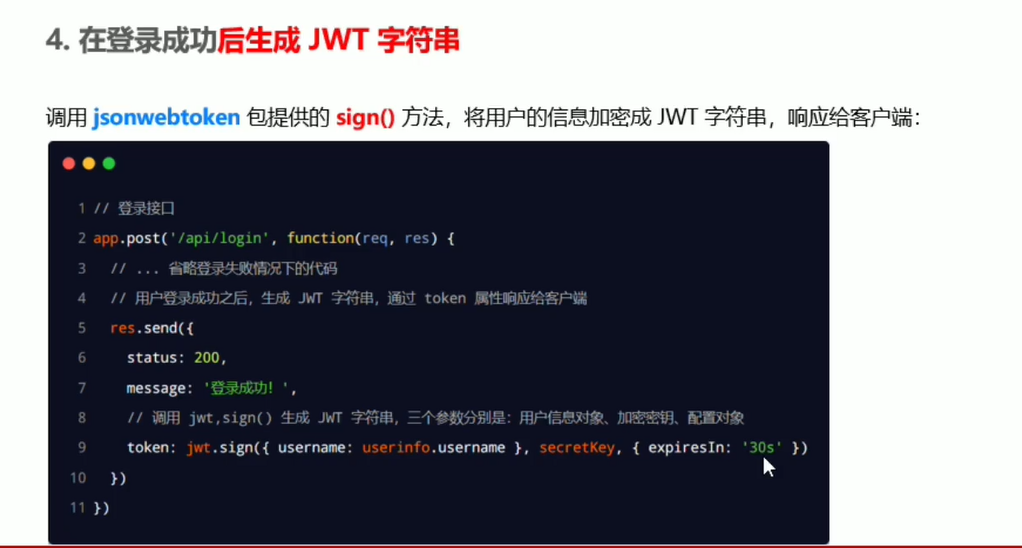 4. 在登录成功后生成 JWT 字符串
调用 jsonwebtoken 包提供的 sign() 方法，将用户的信息加密成 JWT 字符串，响应给客户端：
1 // 登录接口
2 app.post('/api/login', function(req, res) {
3 // ... 省略登录失败情况下的代码
4 // 用户登录成功之后，生成 JWT 字符串，通过 token 属性响应给客户端
5 res.send({
6 status: 200,
7 message: '登录成功！',
8 // 调用 jwt,sign() 生成 JWT 字符串，三个参数分别是：用户信息对象、加密密钥、配置对象
9 token: jwt.sign({ username: userinfo.username }, secretKey, { expiresIn: '30s' })
10 })
11 })